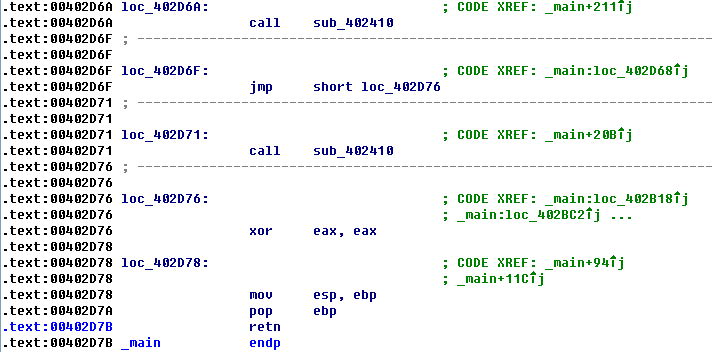 .text:00402D6A loc_402D6A: ; CODE XREF: _main+211↑j
.text:00402D6A call sub_402410
.text:00402D6F ; ---------------------------------------------------------------------------
.text:00402D6F
.text:00402D6F loc_402D6F: ; CODE XREF: _main:loc_402D68↑j
.text:00402D6F jmp short loc_402D76
.text:00402D71 ; ---------------------------------------------------------------------------
.text:00402D71
.text:00402D71 loc_402D71: ; CODE XREF: _main+20B↑j
.text:00402D71 call sub_402410
.text:00402D76 ; ---------------------------------------------------------------------------
.text:00402D76
.text:00402D76 loc_402D76: ; CODE XREF: _main:loc_402B18↑j
.text:00402D76 ; _main:loc_402BC2↑j ...
.text:00402D76 xor eax, eax
.text:00402D78
.text:00402D78 loc_402D78: ; CODE XREF: _main+94↑j
.text:00402D78 ; _main+11C↑j
.text:00402D78 mov esp, ebp
.text:00402D7A pop ebp
.text:00402D7B retn
.text:00402D7B _main endp